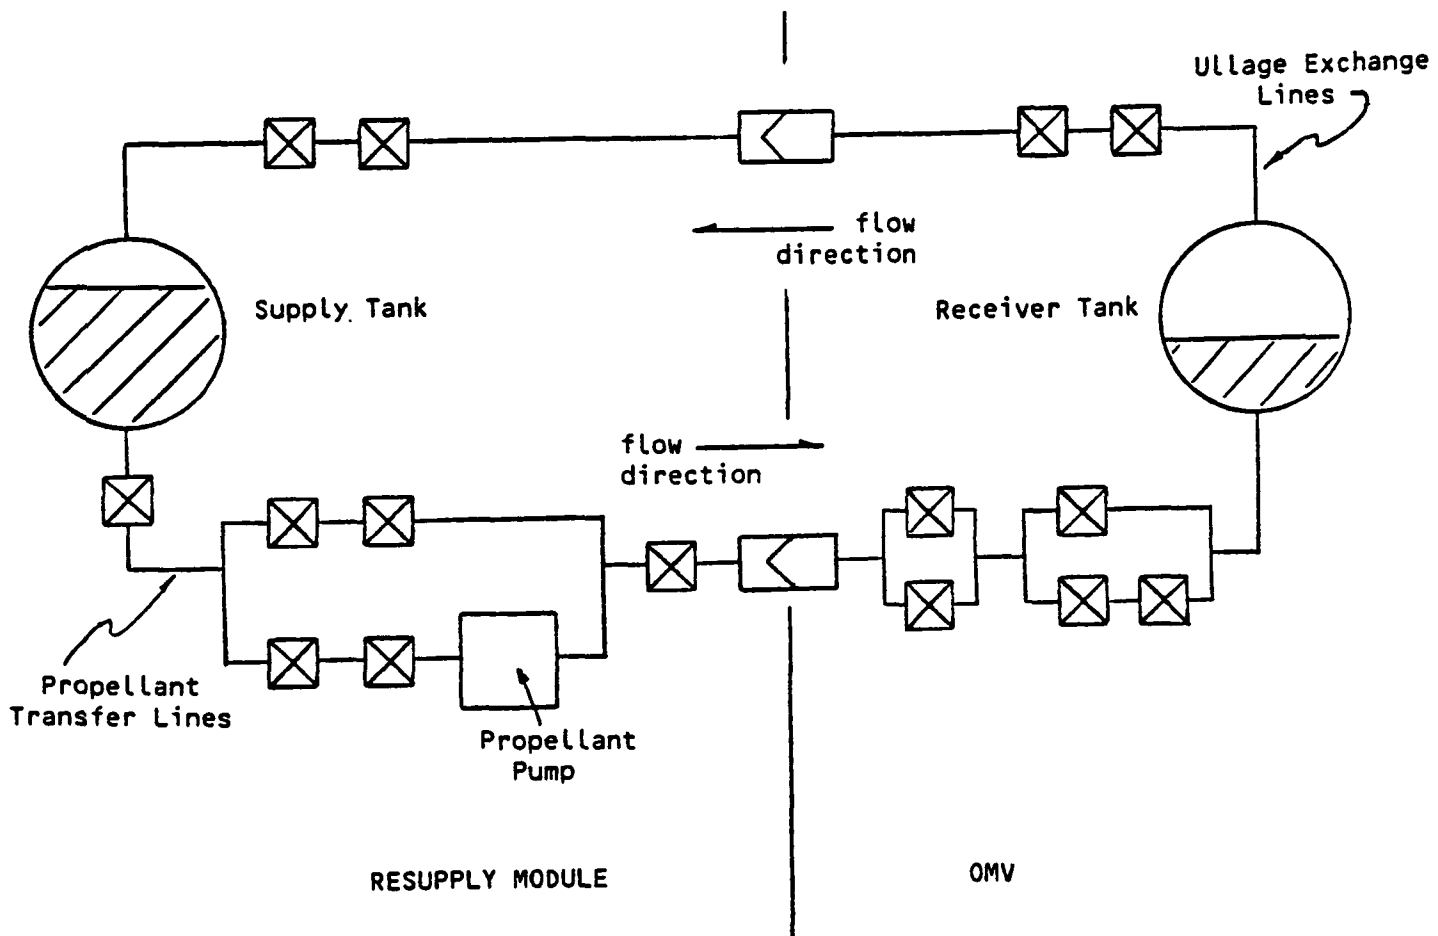 Ullage Exchange
Lines
flow
direction
Supply Tank
Receiver Tank
flow
direction
Propellant
Transfer Lines
Propellant
Pump
RESUPPLY MODULE
OMV